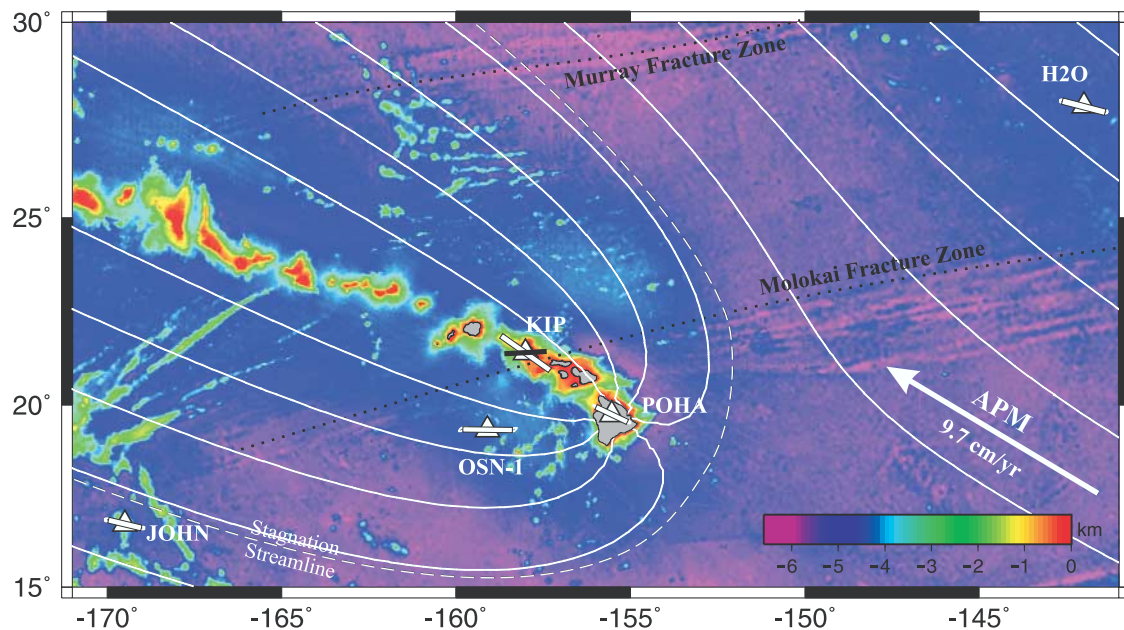 30˚
Murray Fracture Zone
H2O
25˚
Molokai Fracture Zone
KIP
APM
9.7 cm/yr
20˚
POHA
OSN-1
JOHN
Stagnation
Streamline
km
−6 −5 −4 −3 −2 −1 0
15˚
-170˚ -165˚ -160˚ -155˚ -150˚ -145˚